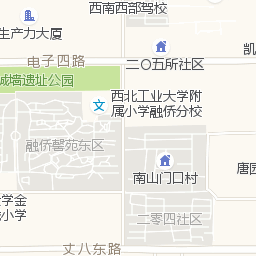 西南西部驾校
生产力大厦
凯
电子四路
二〇五所社区
城墙遗址公园
西北工业大学附
属小学融侨分校
融侨馨苑东区
南山门口村
唐园
学金
小学
二零四社区
丈八东路